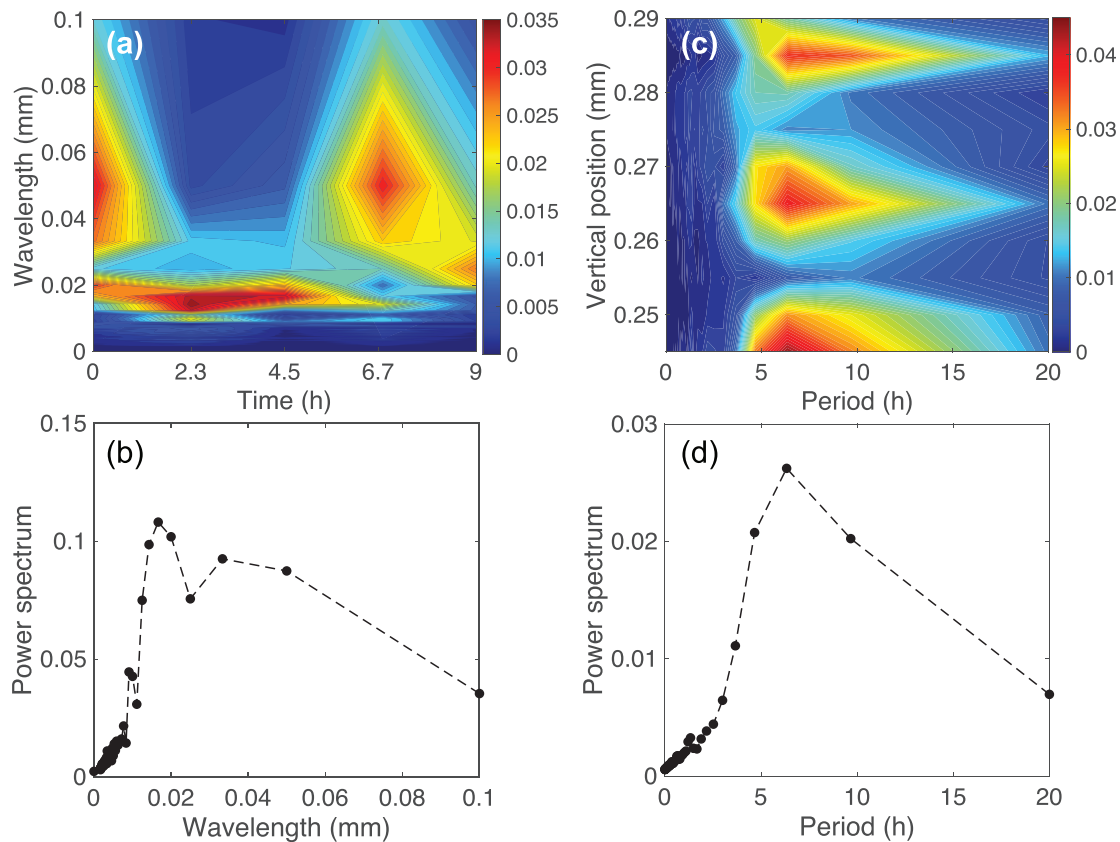 (a)
Wavelength (mm)
0.1
0.08
0.06
0.04
0.02
0
0 2.3 4.5 6.7 9
Time (h)
0.035
0.03
0.025
0.02
0.015
0.01
0.005
0
(c)
Vertical position (mm)
0.29
0.28
0.27
0.26
0.25
0 5 10 15 20
Period (h)
0.04
0.03
0.02
0.01
0
(b)
Power spectrum
0.15
0.1
0.05
0
0 0.02 0.04 0.06 0.08 0.1
Wavelength (mm)
(d)
Power spectrum
0.03
0.02
0.01
0
0 5 10 15 20
Period (h)